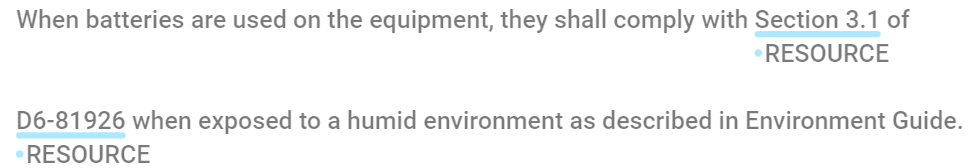 When batteries are used on the equipment, they shall comply with Section 3.1 of
•RESOURCE
D6-81926 when exposed to a humid environment as described in Environment Guide.
•RESOURCE